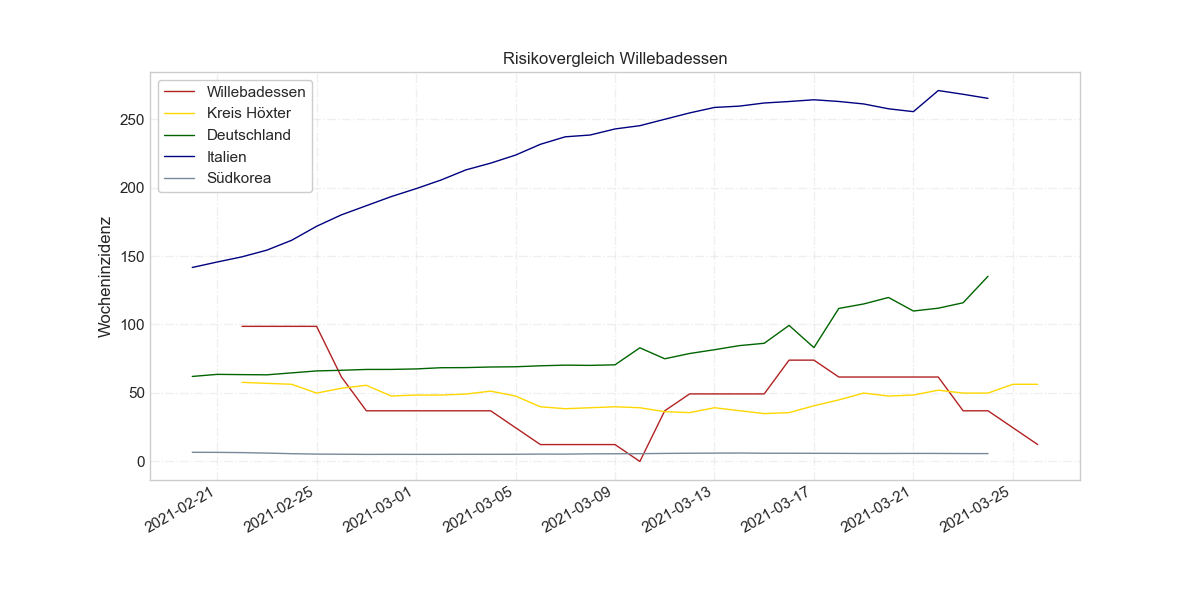 Risikovergleich Willebadessen
Willebadessen
Kreis Höxter
Deutschland
Italien
Südkorea
Wocheninzidenz
250
200
150
100
50
0
2021-02-21
2021-02-25
2021-03-01
2021-03-05
2021-03-09
2021-03-13
2021-03-17
2021-03-21
2021-03-25